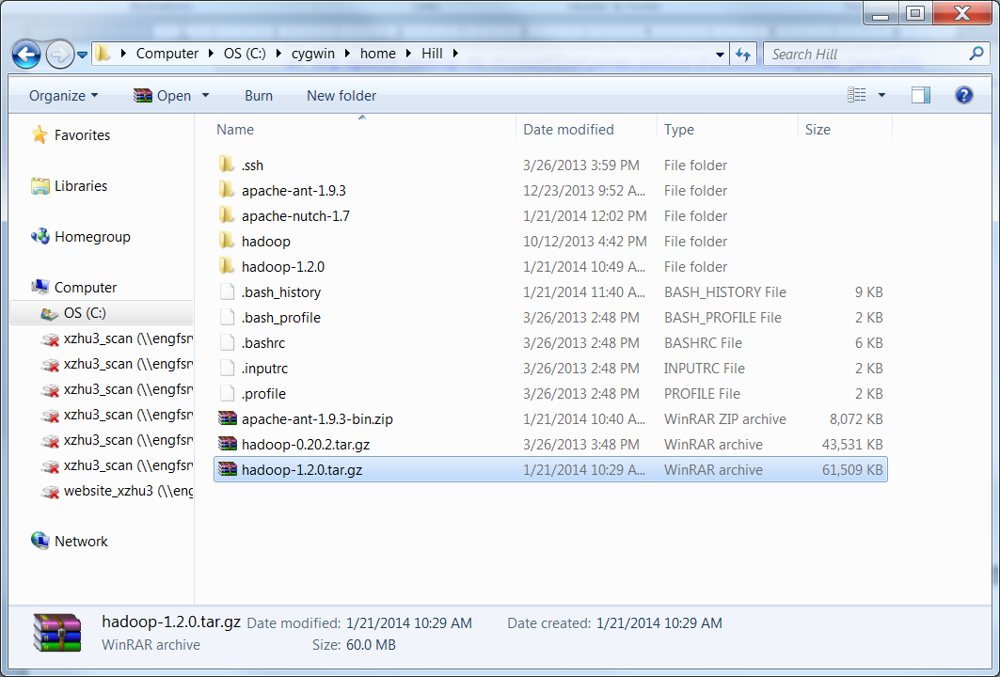 Computer OS (C:) cygwin home Hill Search Hill
Organize Open Burn New folder
Name Date modified Type Size
Favorites
Libraries
Homegroup
Computer
OS (C:)
xzhu3_scan (\\engfsrv
xzhu3_scan (\\engfsrv
xzhu3_scan (\\engfsrv
xzhu3_scan (\\engfsrv
xzhu3_scan (\\engfsrv
xzhu3_scan (\\engfsrv
website_xzhu3 (\\eng
Network
.ssh 3/26/2013 3:59 PM File folder
apache-ant-1.9.3 12/23/2013 9:52 A... File folder
apache-nutch-1.7 1/21/2014 12:02 PM File folder
hadoop 10/12/2013 4:42 PM File folder
hadoop-1.2.0 1/21/2014 10:49 A... File folder
.bash_history 1/21/2014 11:40 A... BASH_HISTORY File 9 KB
.bash_profile 3/26/2013 2:48 PM BASH_PROFILE File 2 KB
.bashrc 3/26/2013 2:48 PM BASHRC File 6 KB
.inputrc 3/26/2013 2:48 PM INPUTRC File 2 KB
.profile 3/26/2013 2:48 PM PROFILE File 2 KB
apache-ant-1.9.3-bin.zip 1/21/2014 10:40 A... WinRAR ZIP archive 8,072 KB
hadoop-0.20.2.tar.gz 3/26/2013 3:48 PM WinRAR archive 43,531 KB
hadoop-1.2.0.tar.gz 1/21/2014 10:29 A... WinRAR archive 61,509 KB
hadoop-1.2.0.tar.gz Date modified: 1/21/2014 10:29 AM Date created: 1/21/2014 10:29 AM
WinRAR archive Size: 60.0 MB